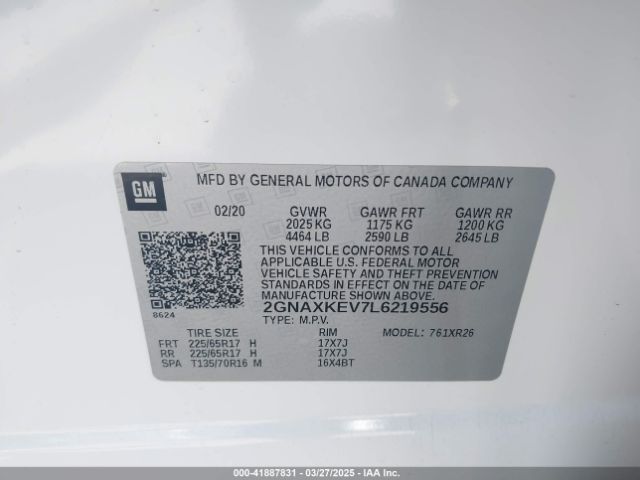 GM
MFD BY GENERAL MOTORS OF CANADA COMPANY
02/20 GVWR GAWR FRT GAWR RR
2025 KG 1175 KG 1200 KG
4464 LB 2590 LB 2645 LB
THIS VEHICLE CONFORMS TO ALL
APPLICABLE U.S. FEDERAL MOTOR
VEHICLE SAFETY AND THEFT PREVENTION
STANDARDS IN EFFECT ON THE DATE OF
MANUFACTURE SHOWN ABOVE.
8624 2GNAXKEV7L6219556
TYPE: M.P.V.
TIRE SIZE RIM MODEL: 761XR26
FRT 225/65R17 H 17X7J
RR 225/65R17 H 17X7J
SPA T135/70R16 M 16X4BT
© - 41887831 - 03/27/2025 - IAAI.COM